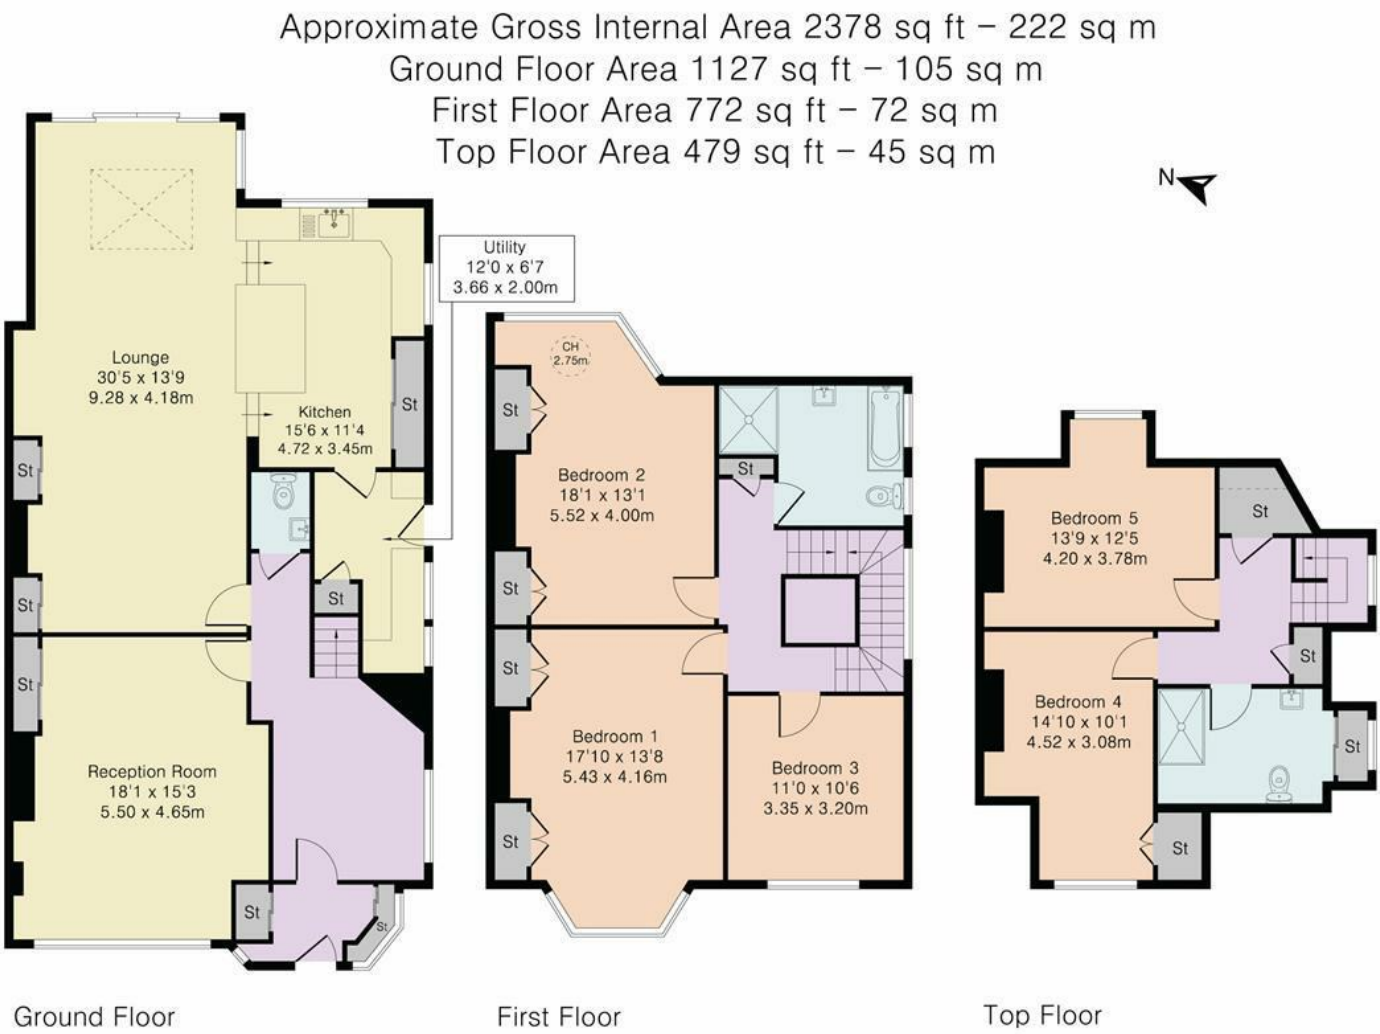 Approximate Gross Internal Area 2378 sq ft – 222 sq m
Ground Floor Area 1127 sq ft – 105 sq m
First Floor Area 772 sq ft – 72 sq m
Top Floor Area 479 sq ft – 45 sq m
N
Utility
12'0 x 6'7
3.66 x 2.00m
Lounge
30'5 x 13'9
9.28 x 4.18m
Kitchen
15'6 x 11'4
4.72 x 3.45m
St
St
St
St
St
Reception Room
18'1 x 15'3
5.50 x 4.65m
St
St
Ground Floor
CH
2.75m
St
St
Bedroom 2
18'1 x 13'1
5.52 x 4.00m
St
St
Bedroom 1
17'10 x 13'8
5.43 x 4.16m
Bedroom 3
11'0 x 10'6
3.35 x 3.20m
St
First Floor
Bedroom 5
13'9 x 12'5
4.20 x 3.78m
St
St
Bedroom 4
14'10 x 10'1
4.52 x 3.08m
St
St
Top Floor